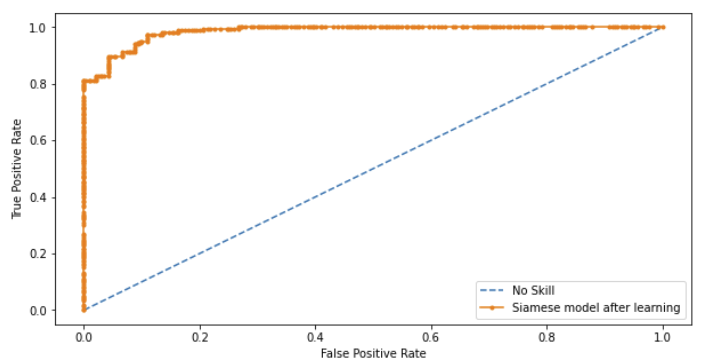 1.0
0.8
0.6
0.4
0.2
0.0
True Positive Rate
No Skill
Siamese model after learning
0.0 0.2 0.4 0.6 0.8 1.0
False Positive Rate